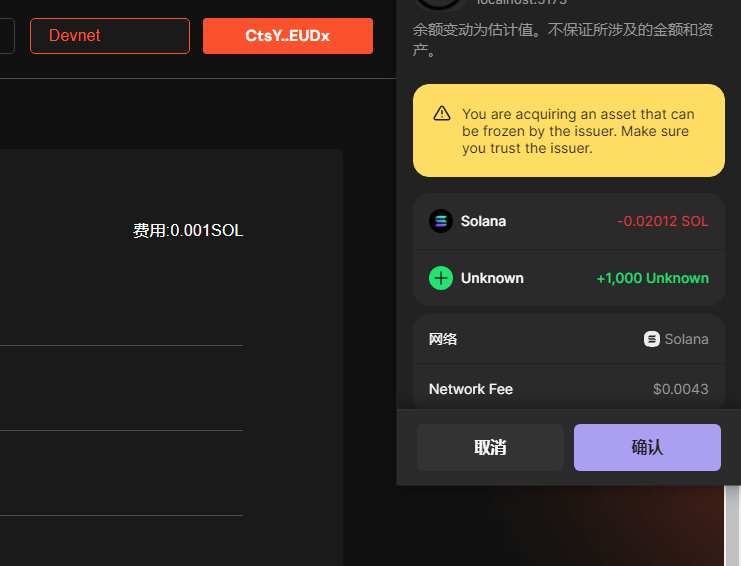 localhost:5173
Devnet
CtsY..EUDx
余额变动为估计值。不保证所涉及的金额和资
产。
You are acquiring an asset that can
be frozen by the issuer. Make sure
you trust the issuer.
费用:0.001SOL
Solana
-0.02012 SOL
Unknown
+1,000 Unknown
网络
Solana
Network Fee
$0.0043
取消
确认